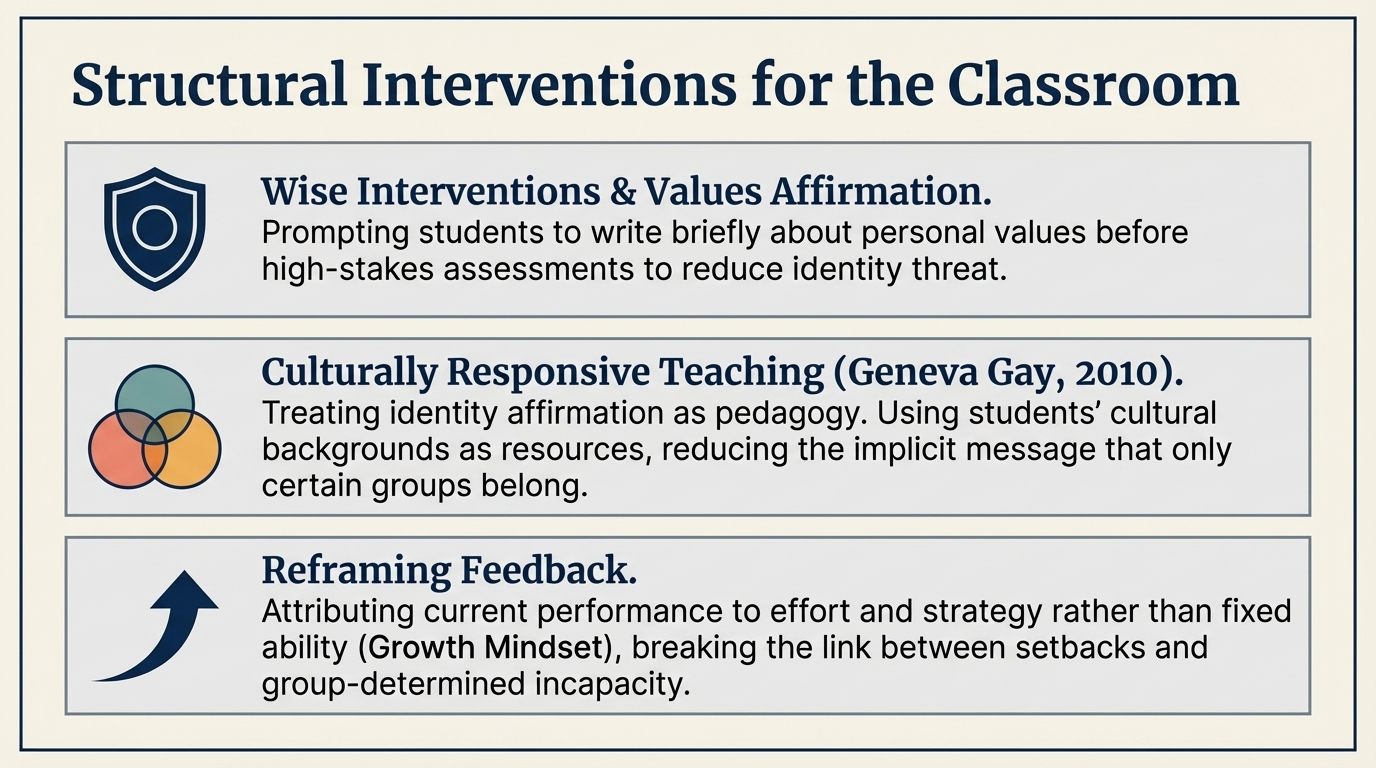 Structural Interventions for the Classroom
Wise Interventions & Values Affirmation.
Prompting students to write briefly about personal values before
high-stakes assessments to reduce identity threat.
Culturally Responsive Teaching (Geneva Gay, 2010).
Treating identity affirmation as pedagogy. Using students’ cultural
backgrounds as resources, reducing the implicit message that only
certain groups belong.
Reframing Feedback.
Attributing current performance to effort and strategy rather than fixed
ability (Growth Mindset), breaking the link between setbacks and
group-determined incapacity.